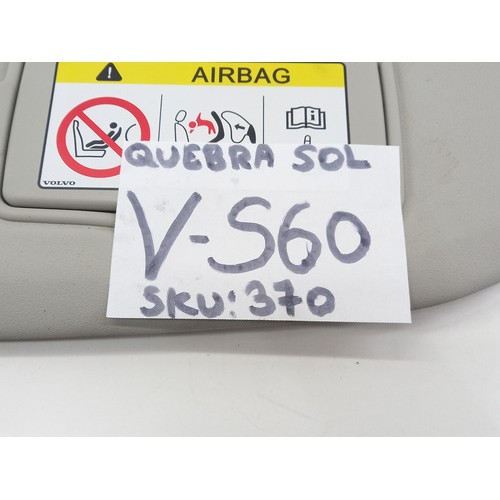 AIRBAG
VOLVO
QUEBRA SOL
V-S60
SKU: 370